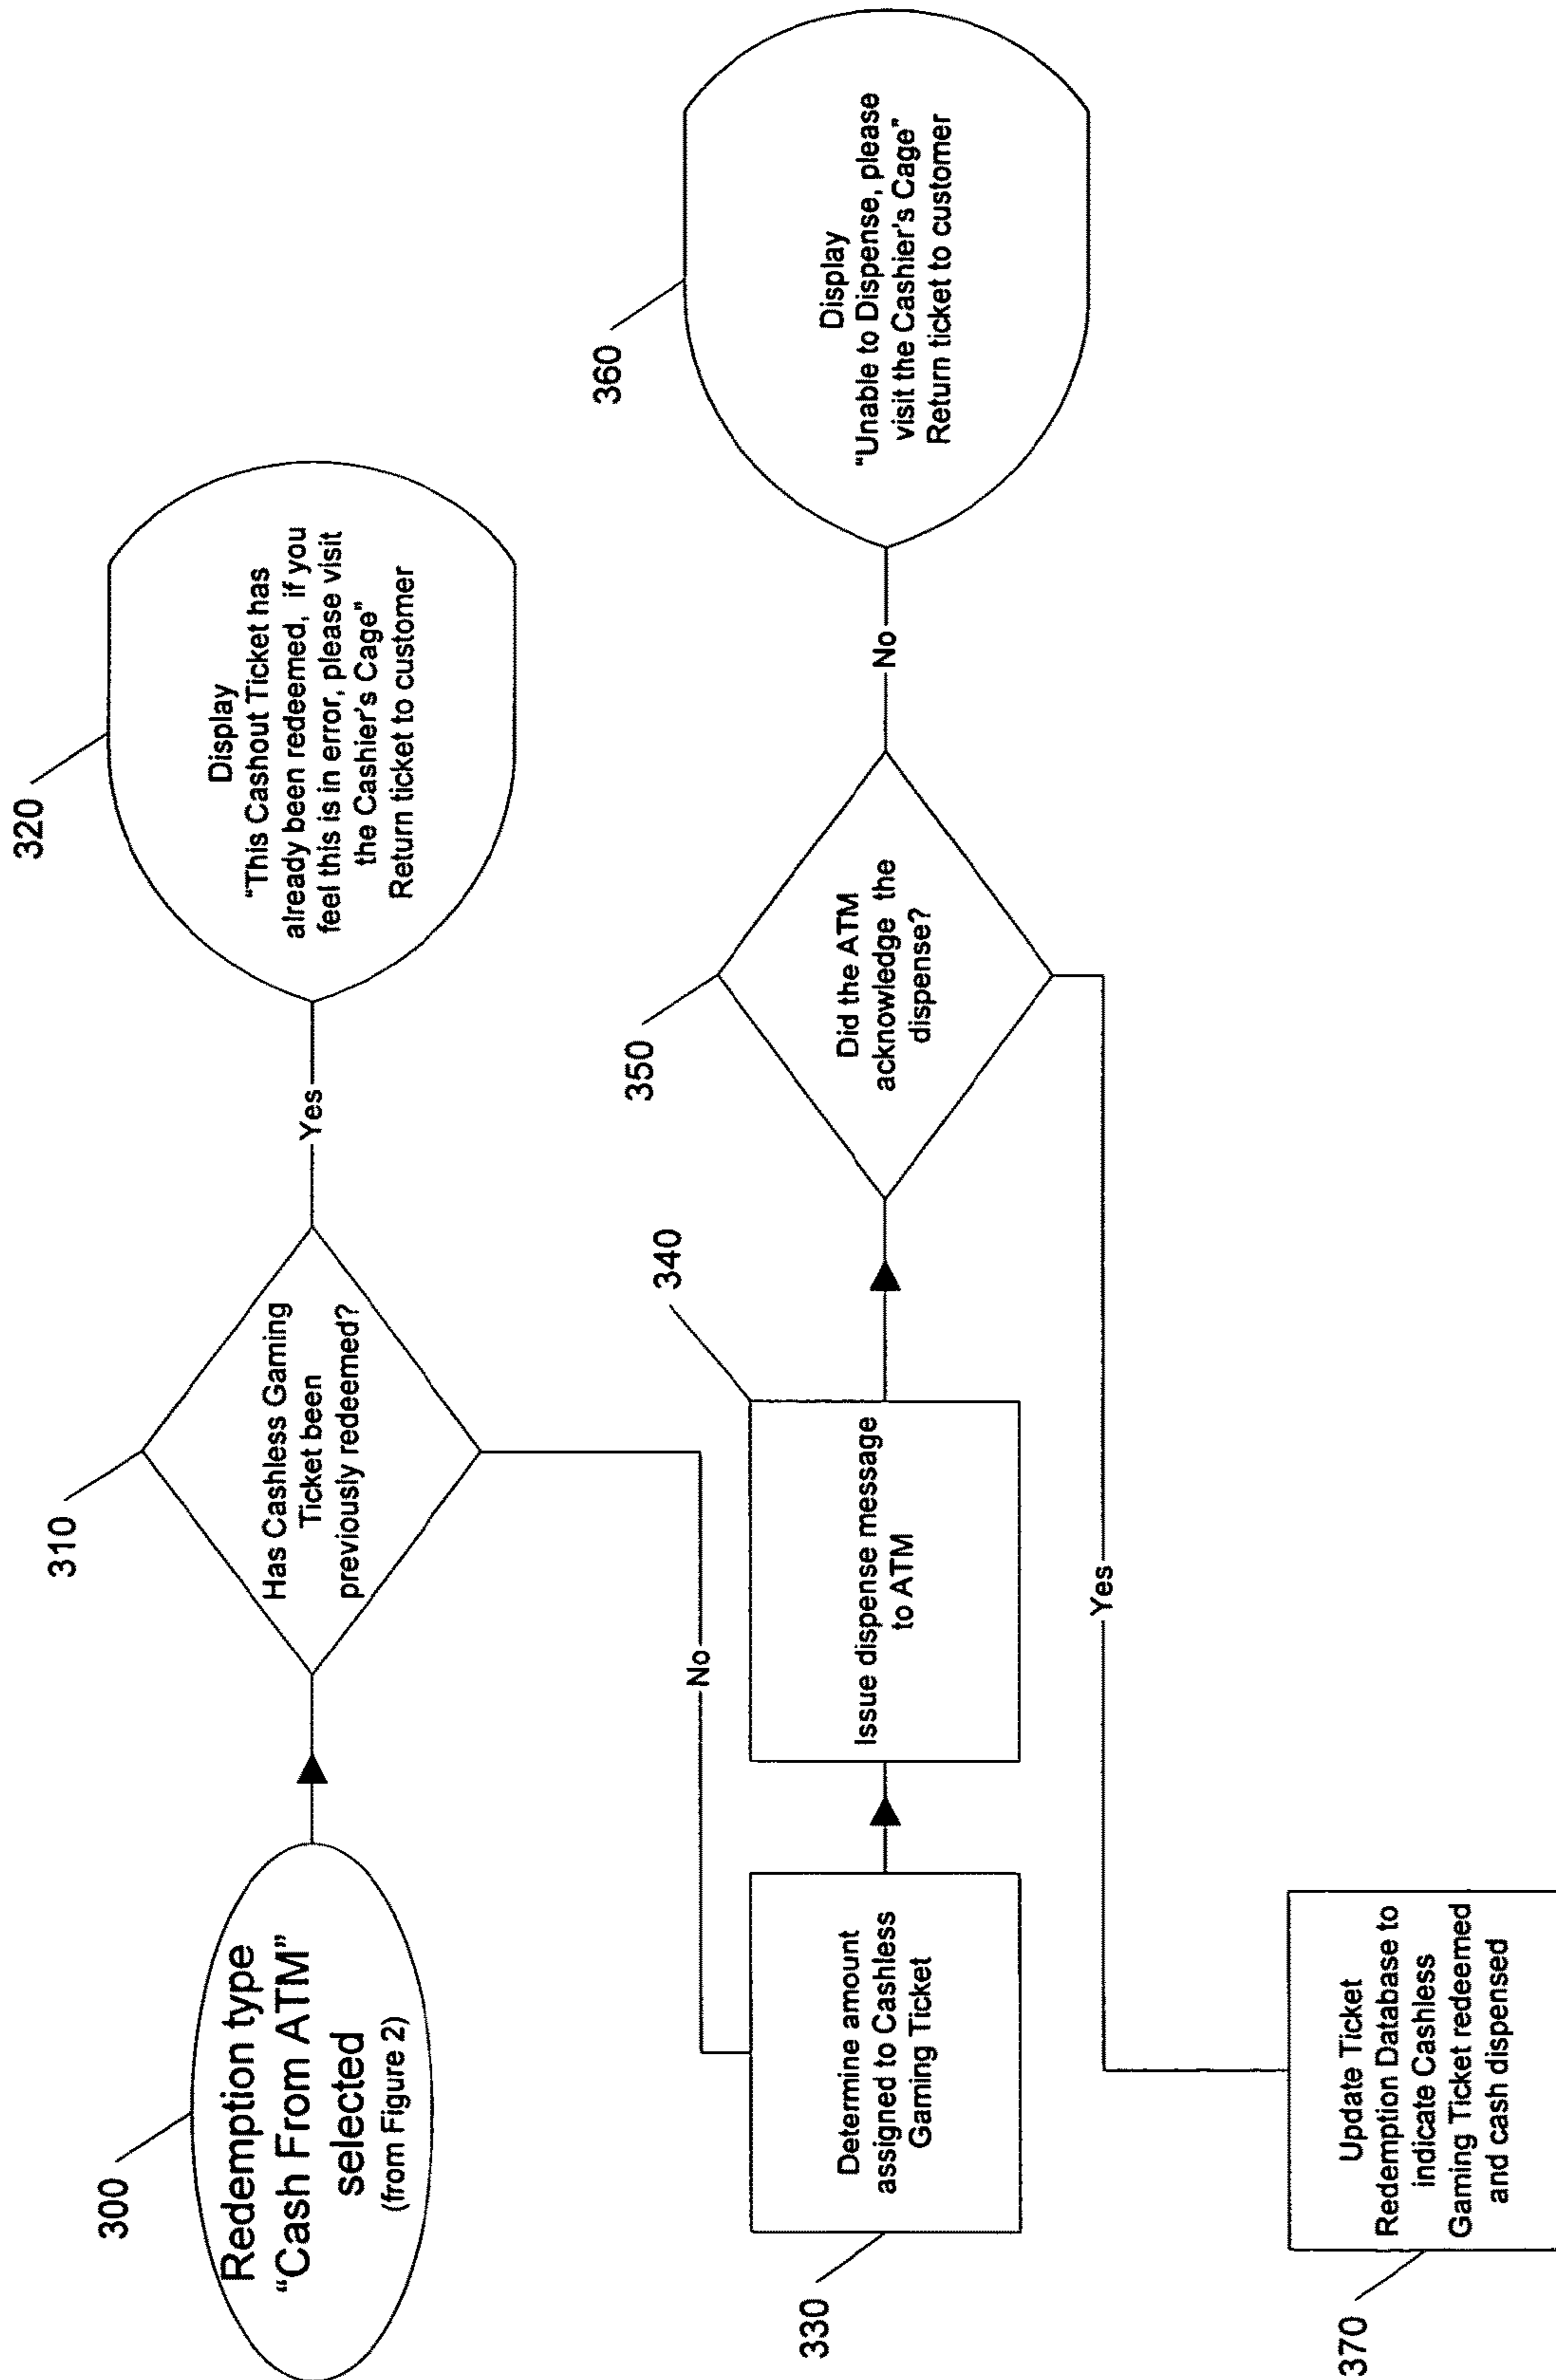 300
Redemption type
“Cash From ATM”
selected
(from Figure 2)
310
Has Cashless Gaming
Ticket been
previously redeemed?
Yes
320
Display
“This Cashout Ticket has
already been redeemed, if you
feel this is in error, please visit
the Cashier's Cage”
Return ticket to customer
No
330
Determine amount
assigned to Cashless
Gaming Ticket
340
Issue dispense message
to ATM
350
Did the ATM
acknowledge the
dispense?
No
360
Display
“Unable to Dispense, please
visit the Cashier's Cage”
Return ticket to customer
Yes
370
Update Ticket
Redemption Database to
indicate Cashless
Gaming Ticket redeemed
and cash dispensed